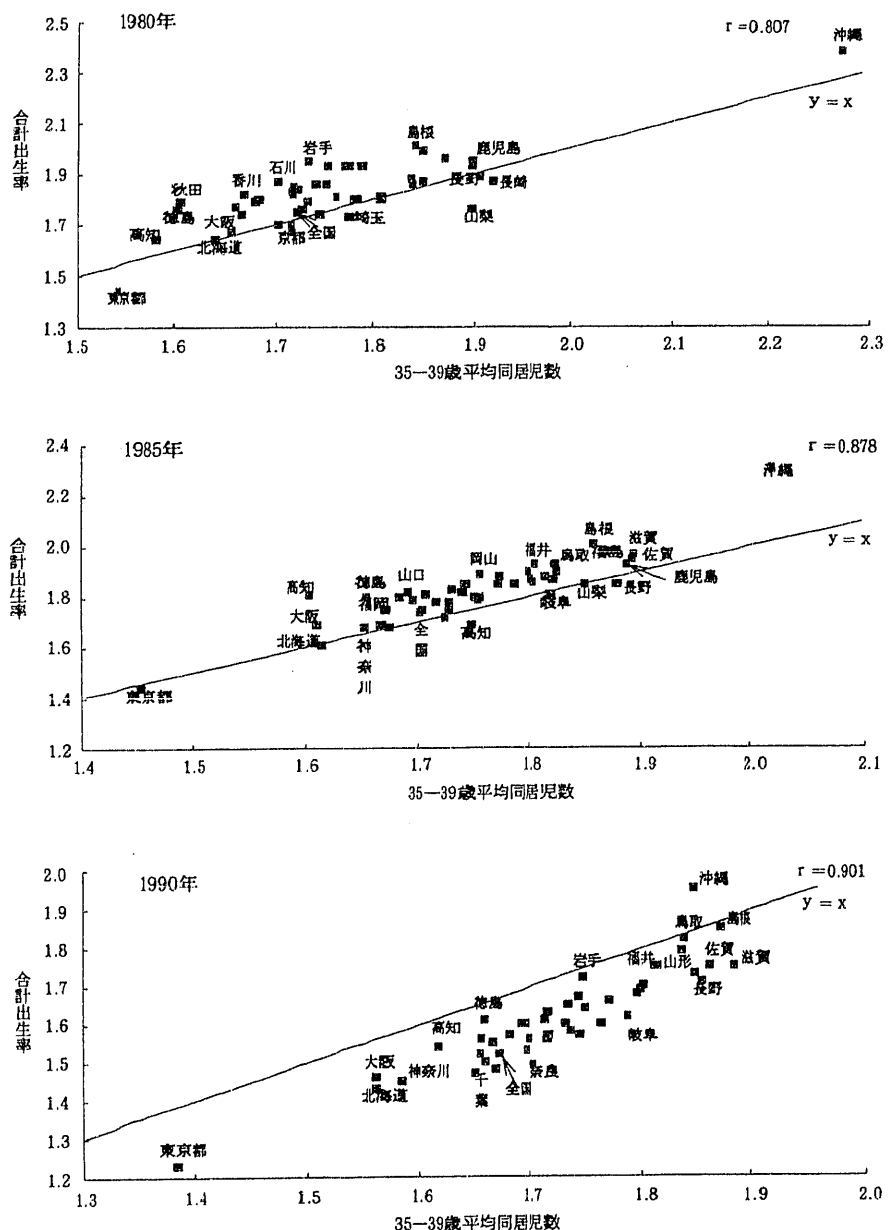 1980年
r=0.807
2.5
2.3
2.1
1.9
1.7
1.5
1.3
合計出生率
沖縄
y=x
島根
鹿児島
岩手
石川
香川
秋田
徳島
高知
大阪
北海道
京都
全国
埼玉
長野
長崎
山梨
東京都
1.5 1.6 1.7 1.8 1.9 2.0 2.1 2.2 2.3
35―39歳平均同居児数
1985年
r=0.878
2.4
2.2
2.0
1.8
1.6
1.4
1.2
合計出生率
沖縄
島根
滋賀
福井
鳥取
佐賀
岡山
鹿児島
徳島
山口
高知
福岡
大阪
北海道
神奈川
全国
高知
岐阜
山梨
長野
東京都
1.4 1.5 1.6 1.7 1.8 1.9 2.0 2.1
35―39歳平均同居児数
1990年
r=0.901
2.0
1.9
1.8
1.7
1.6
1.5
1.4
1.3
1.2
合計出生率
沖縄
y=x
鳥取
島根
岩手
福井
山形
佐賀
滋賀
長野
徳島
高知
岐阜
大阪
神奈川
北海道
千葉
全国
奈良
東京都
1.3 1.4 1.5 1.6 1.7 1.8 1.9 2.0
35―39歳平均同居児数